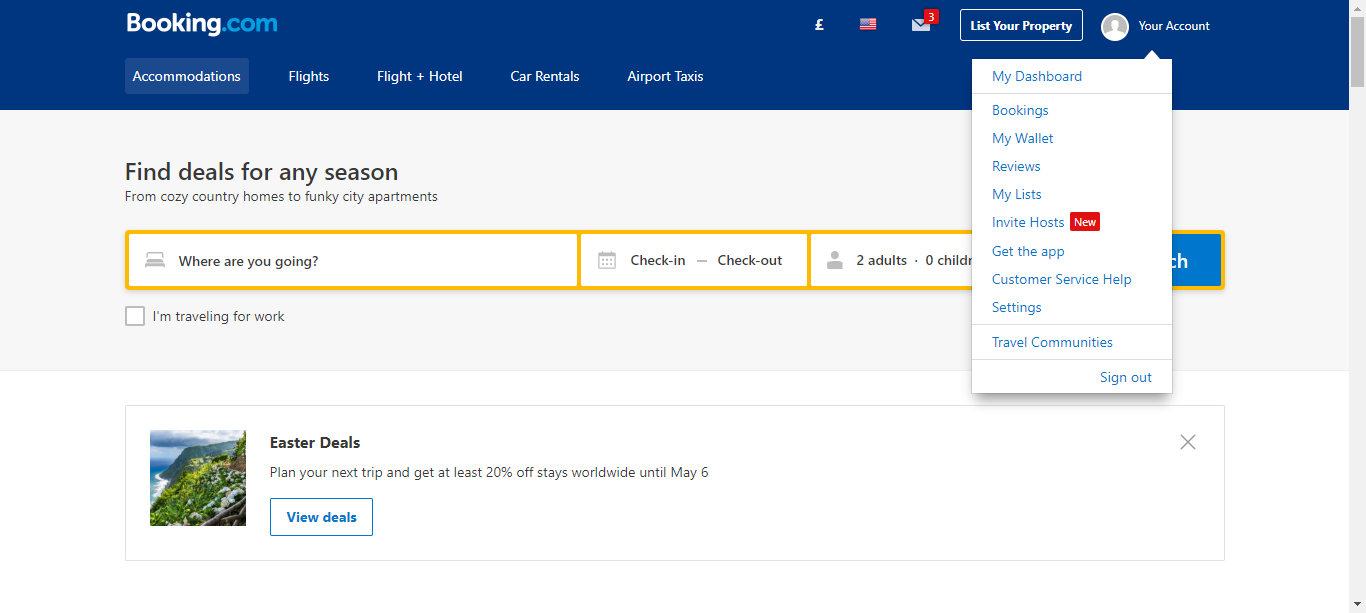 Booking.com
£
3
List Your Property
Your Account
Accommodations
Flights
Flight + Hotel
Car Rentals
Airport Taxis
My Dashboard
Bookings
My Wallet
Reviews
My Lists
Invite Hosts New
Get the app
Customer Service Help
Settings
Travel Communities
Sign out
Find deals for any season
From cozy country homes to funky city apartments
Where are you going?
Check-in — Check-out
2 adults · 0
I'm traveling for work
Easter Deals
Plan your next trip and get at least 20% off stays worldwide until May 6
View deals